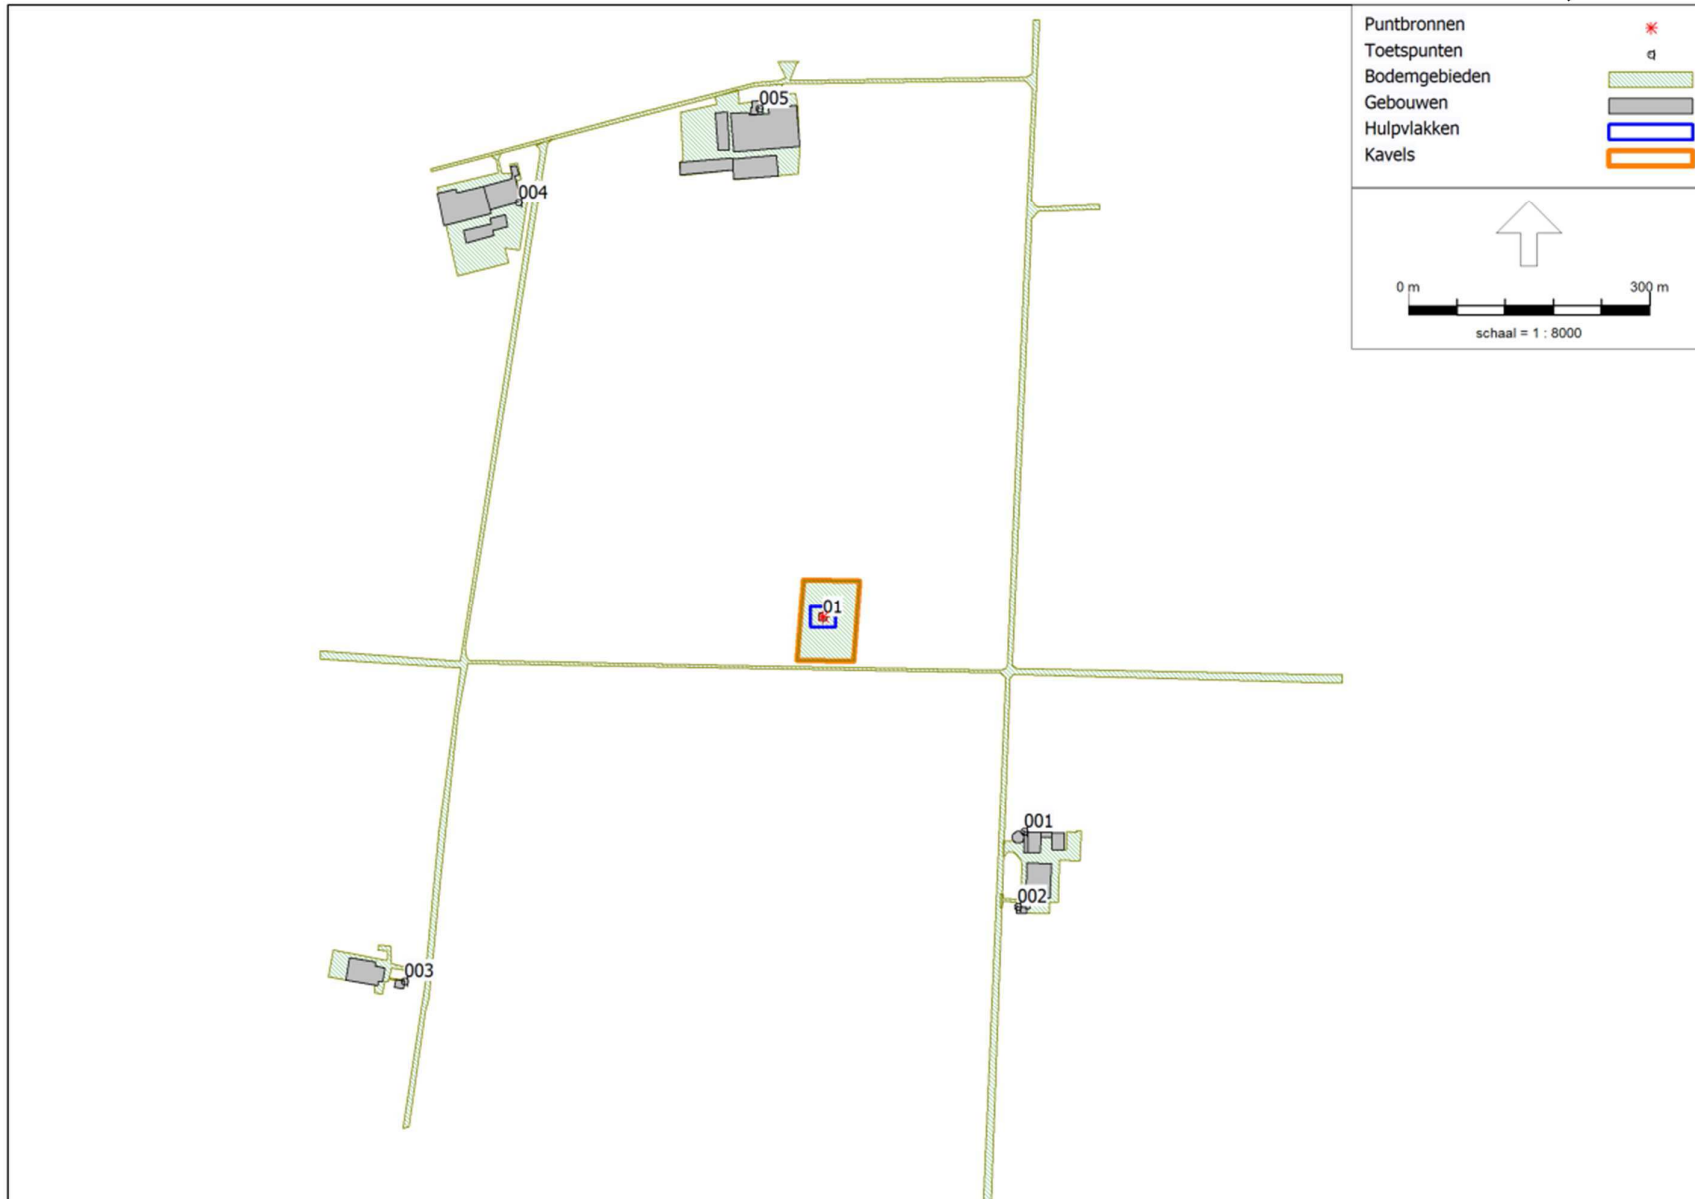 Puntbronnen
Toetspunten
Bodemgebieden
Gebouwen
Hulpvlakken
Kavels
0 m 300 m
schaal = 1 : 8000
005
004
01
001
002
003